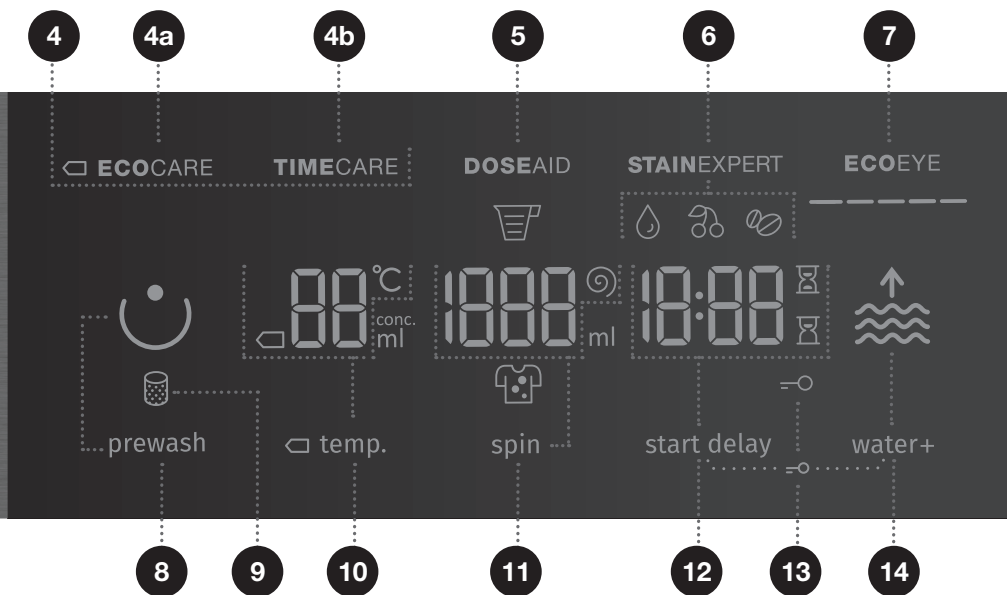 4 4a 4b 5 6 7
ECOCARE TIMECARE DOSEAID STAINEXPERT ECOEYE
88 °C 1888 18:88
conc.
ml ml
prewash temp. spin start delay water+
8 9 10 11 12 13 14